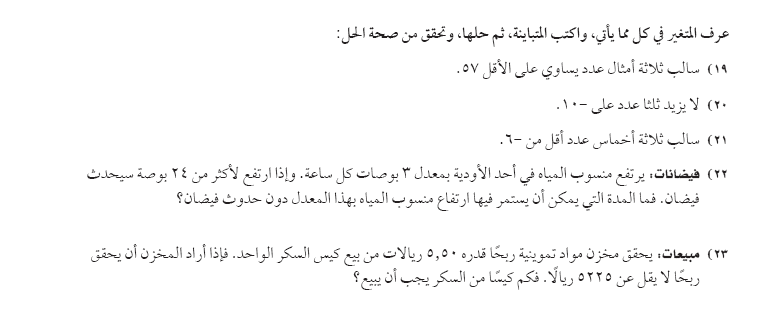 عرف المتغير في كل مما يأتي، واكتب المتباينة، ثم حلها، وتحقق من صحة الحل:
١٩) سالب ثلاثة أمثال عدد يساوي على الأقل ٥٧.
٢٠) لا يزيد ثلثا عدد على -١٠.
٢١) سالب ثلاثة أخماس عدد أقل من -٦.
٢٢) فيضانات: يرتفع منسوب المياه في أحد الأودية بمعدل ٣ بوصات كل ساعة. وإذا ارتفع لأكثر من ٢٤ بوصة سيحدث
فيضان. فما المدة التي يمكن أن يستمر فيها ارتفاع منسوب المياه بهذا المعدل دون حدوث فيضان؟
٢٣) مبيعات: يحقق مخزن مواد تموينية ربحًا قدره ٥,٥٠ ريالات من بيع كيس السكر الواحد. فإذا أراد المخزن أن يحقق
ربحًا لا يقل عن ٥٢٢٥ ريالًا. فكم كيسًا من السكر يجب أن يبيع؟